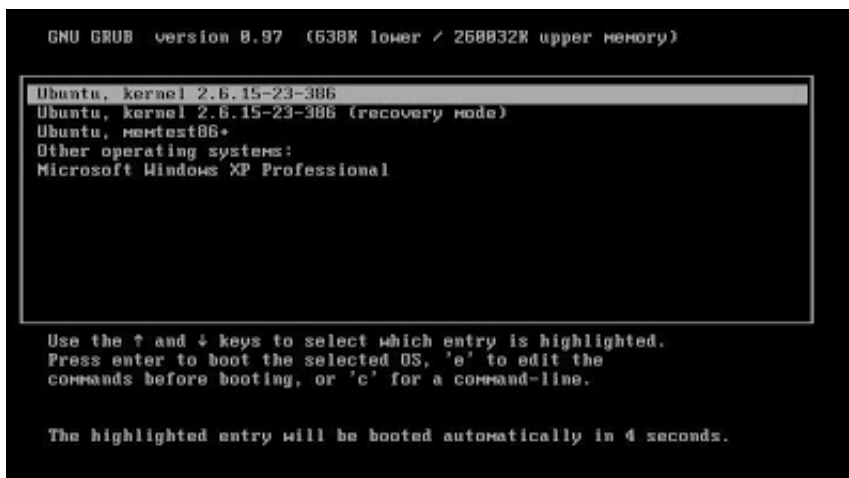 GNU GRUB version 0.97 (638K lower / 260032K upper memory)
Ubuntu, kernel 2.6.15-23-386
Ubuntu, kernel 2.6.15-23-386 (recovery mode)
Ubuntu, memtest86+
Other operating systems:
Microsoft Windows XP Professional
Use the ↑ and ↓ keys to select which entry is highlighted.
Press enter to boot the selected OS, 'e' to edit the
commands before booting, or 'c' for a command-line.
The highlighted entry will be booted automatically in 4 seconds.